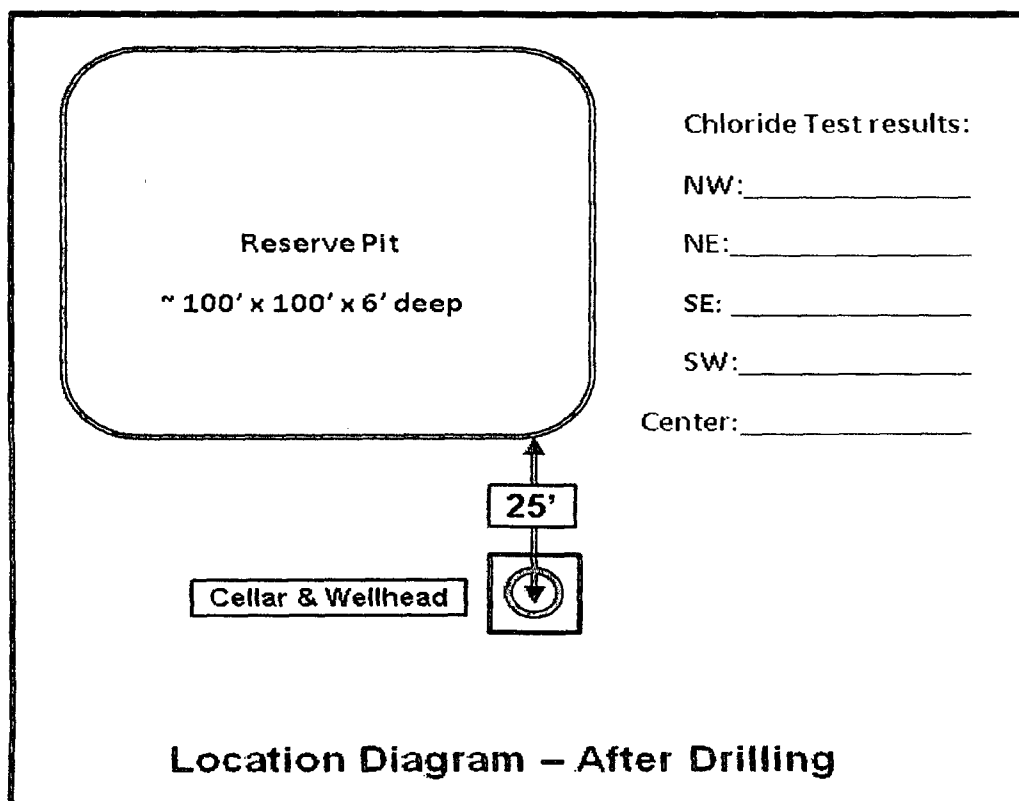 Reserve Pit
~ 100' x 100' x 6' deep
Chloride Test results:
NW:
NE:
SE:
SW:
Center:
25'
Cellar & Wellhead
Location Diagram – After Drilling